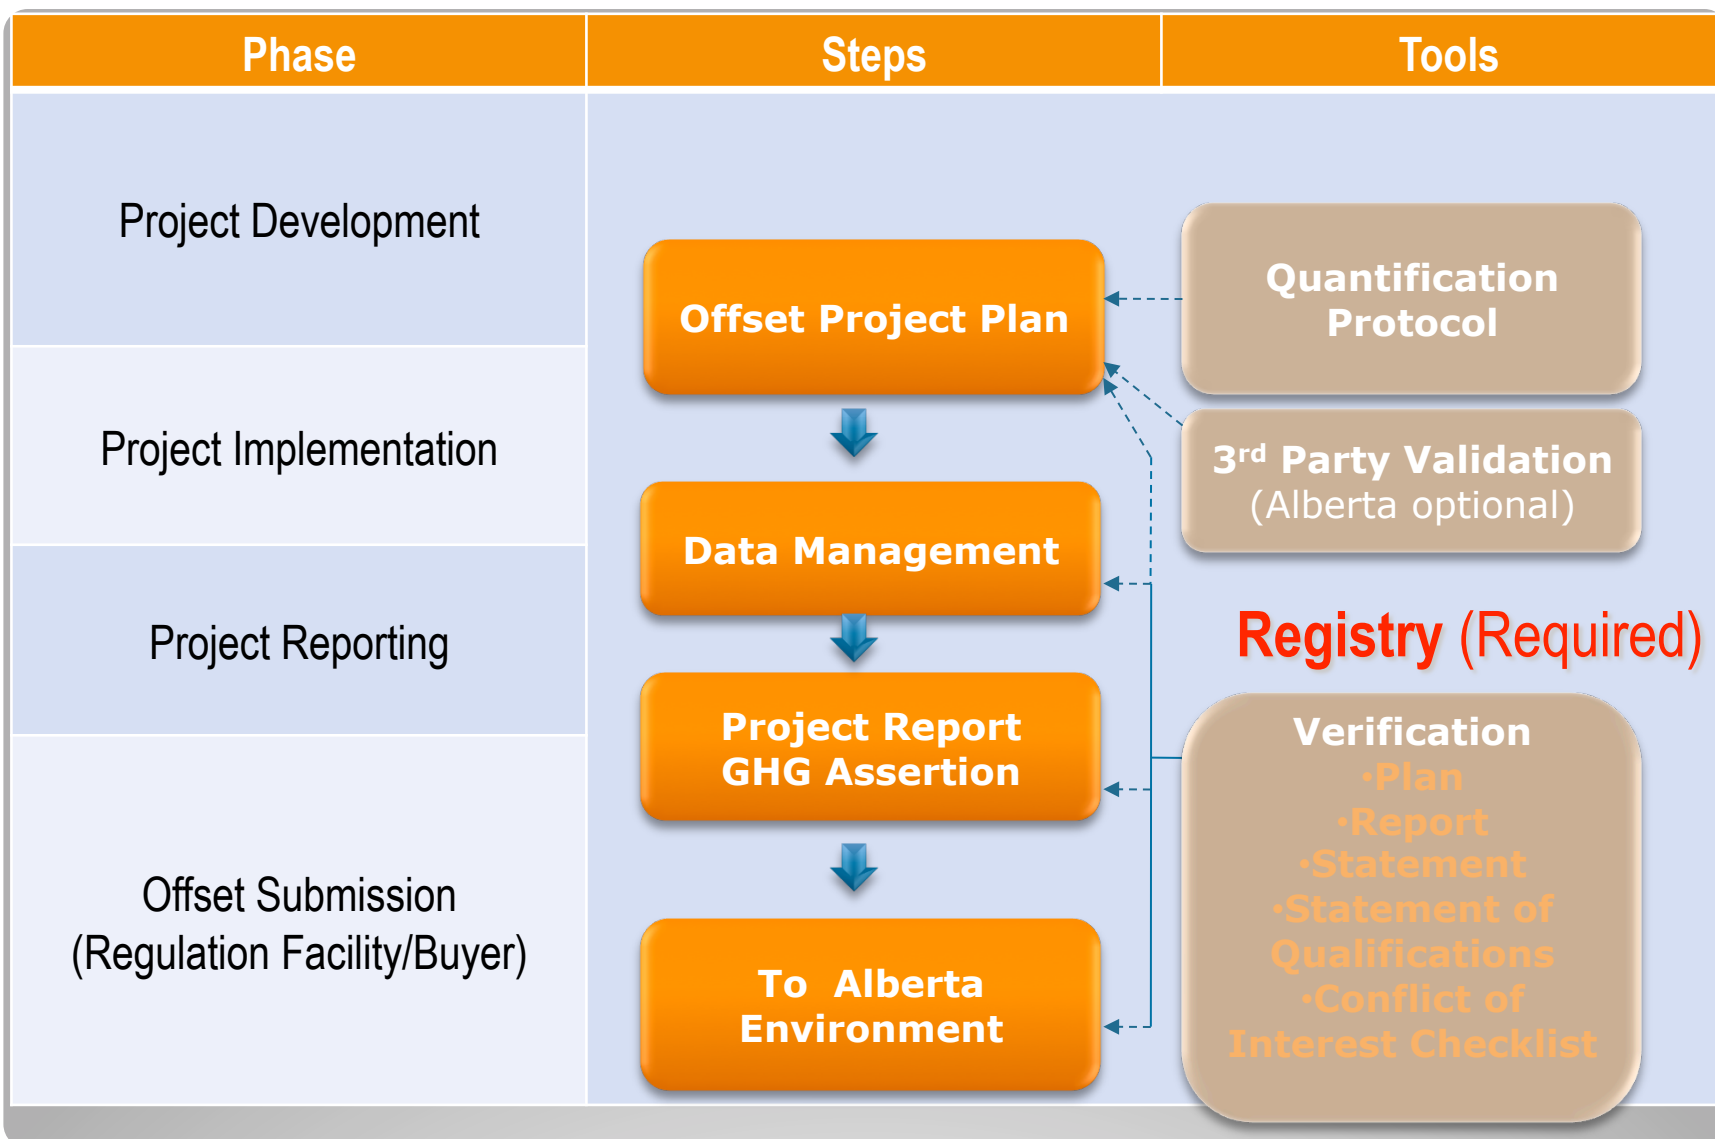 Phase
Steps
Tools
Project Development
Offset Project Plan
Quantification
Protocol
Project Implementation
3rd Party Validation
(Alberta optional)
Data Management
Project Reporting
Registry (Required)
Project Report
GHG Assertion
Verification
•Plan
•Report
•Statement
•Statement of
Qualifications
•Conflict of
Interest Checklist
Offset Submission
(Regulation Facility/Buyer)
To Alberta
Environment